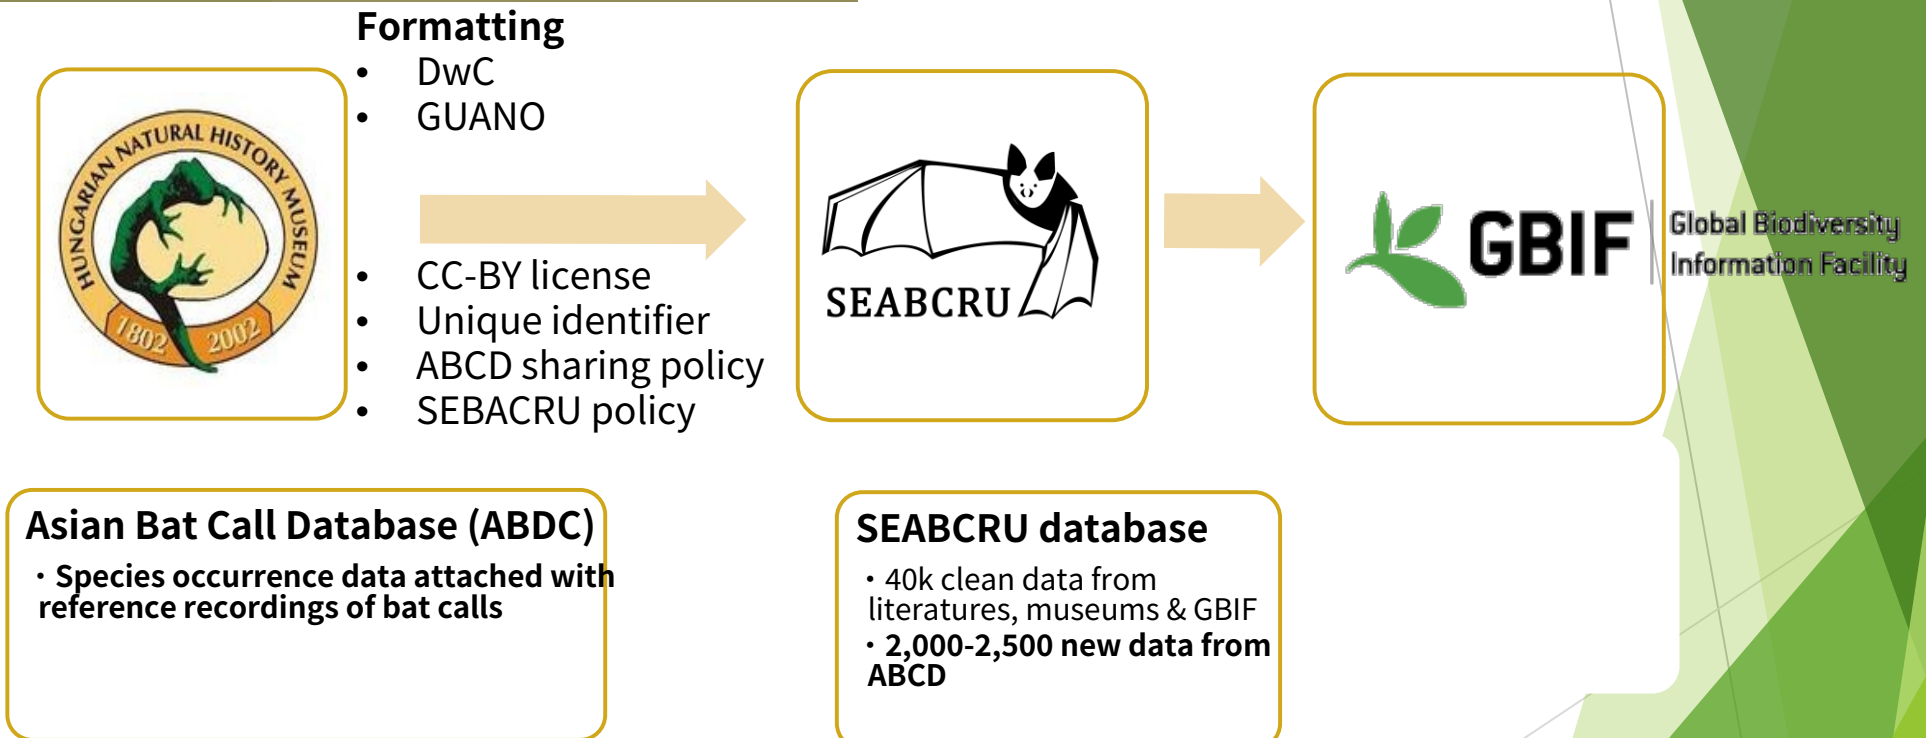 Formatting
• DwC
• GUANO
HUNGARIAN NATURAL HISTORY MUSEUM
1802 2002
• CC-BY license
• Unique identifier
• ABCD sharing policy
• SEBACRU policy
SEABCRU
GBIF
Global Biodiversity
Information Facility
Asian Bat Call Database (ABDC)
· Species occurrence data attached with
reference recordings of bat calls
SEABCRU database
· 40k clean data from
literatures, museums & GBIF
· 2,000-2,500 new data from
ABCD